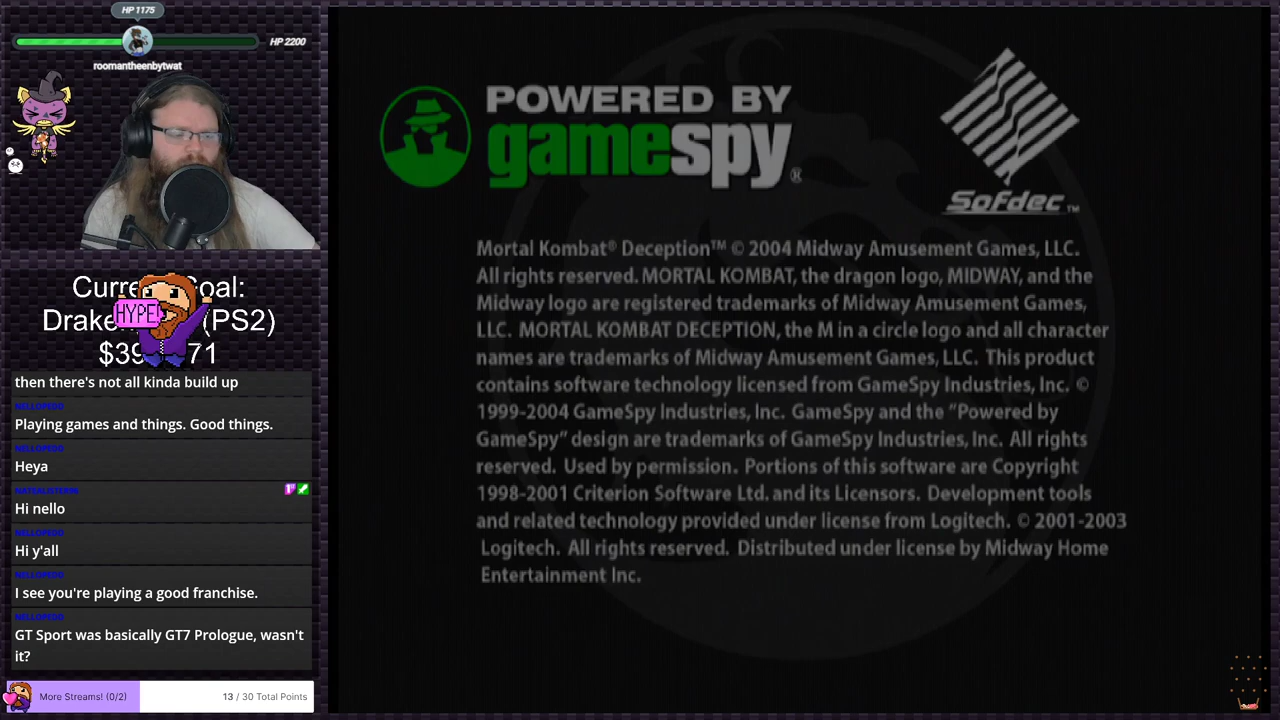 HP 1175
HP 2200
roomantheenbytwat
HYPE!
(PS2)
then there's not all kinda build up
NELLOPEDD
Playing games and things. Good things.
NELLOPEDD
Heya
Hi nello
NELLOPEDD
Hi y'all
NELLOPEDD
I see you're playing a good franchise.
NELLOPEDD
GT Sport was basically GT7 Prologue, wasn't
it?
More Streams! (0/2)
13 / 30 Total Points
POWERED BY
gamespy®
SoFdec™
Mortal Kombat® Deception™ © 2004 Midway Amusement Games, LLC.
All rights reserved. MORTAL KOMBAT, the dragon logo, MIDWAY, and the
Midway logo are registered trademarks of Midway Amusement Games,
LLC. MORTAL KOMBAT DECEPTION, the M in a circle logo and all character
names are trademarks of Midway Amusement Games, LLC. This product
contains software technology licensed from GameSpy Industries, Inc. ©
1999-2004 GameSpy Industries, Inc. GameSpy and the "Powered by
GameSpy" design are trademarks of GameSpy Industries, Inc. All rights
reserved. Used by permission. Portions of this software are Copyright
1998-2001 Criterion Software Ltd. and its Licensors. Development tools
and related technology provided under license from Logitech. © 2001-2003
Logitech. All rights reserved. Distributed under license by Midway Home
Entertainment Inc.